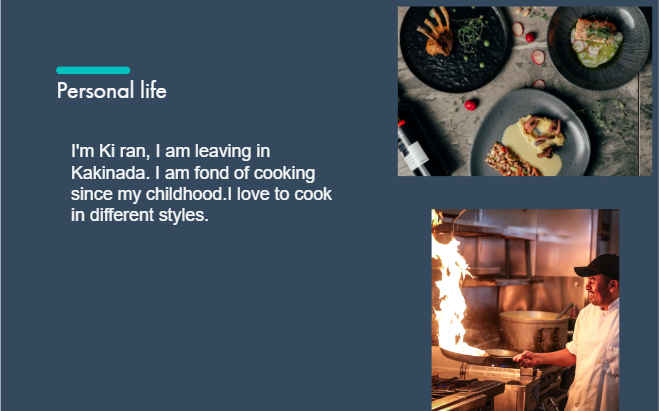 Personal life
I'm Ki ran, I am leaving in
Kakinada. I am fond of cooking
since my childhood.I love to cook
in different styles.